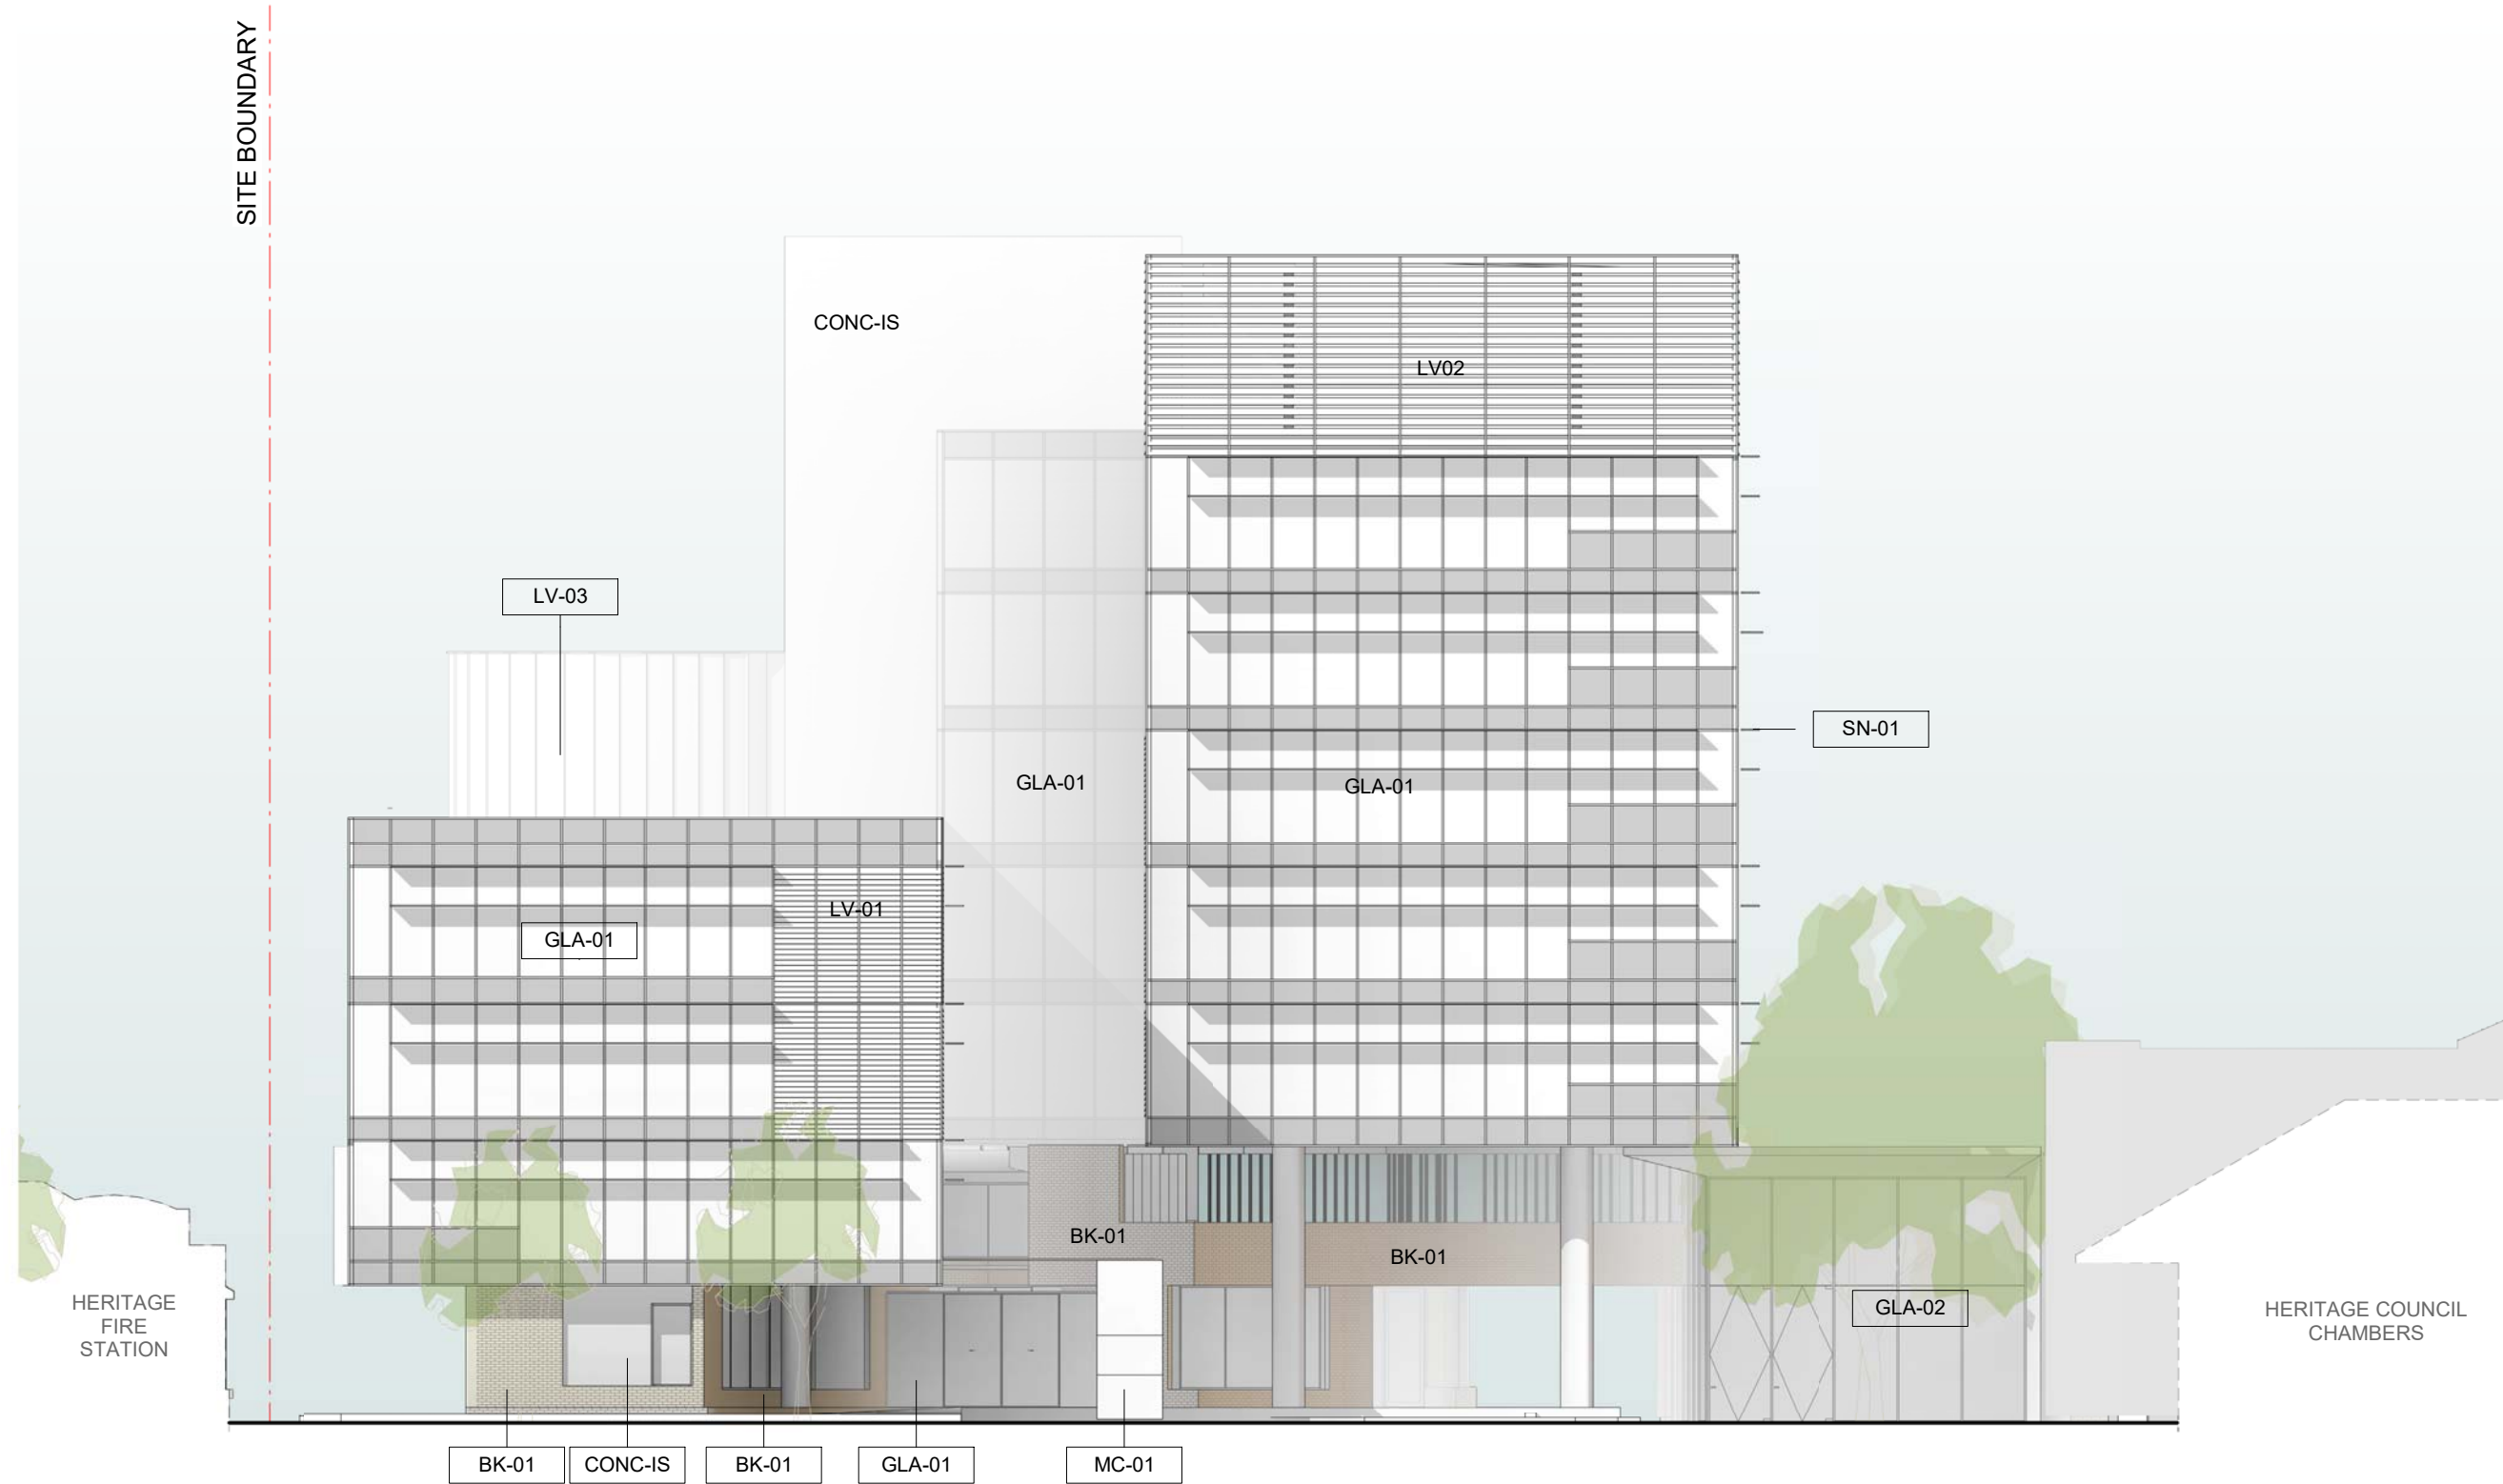 SITE BOUNDARY
CONC-IS
LV02
LV-03
SN-01
GLA-01
GLA-01
LV-01
GLA-01
BK-01
BK-01
HERITAGE
FIRE
STATION
GLA-02
HERITAGE COUNCIL
CHAMBERS
BK-01
CONC-IS
BK-01
GLA-01
MC-01